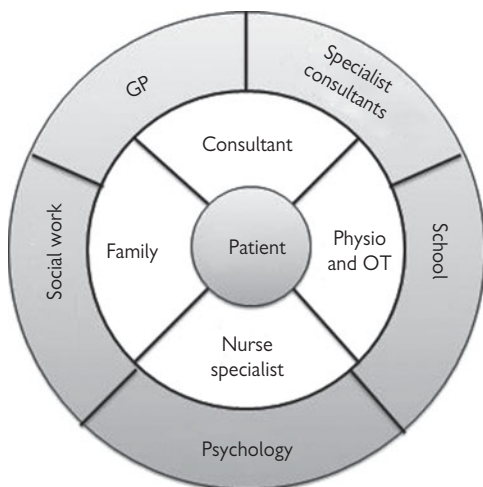 GP
Specialist
consultants
Consultant
Social work
Family
Patient
Physio
and OT
School
Nurse
specialist
Psychology